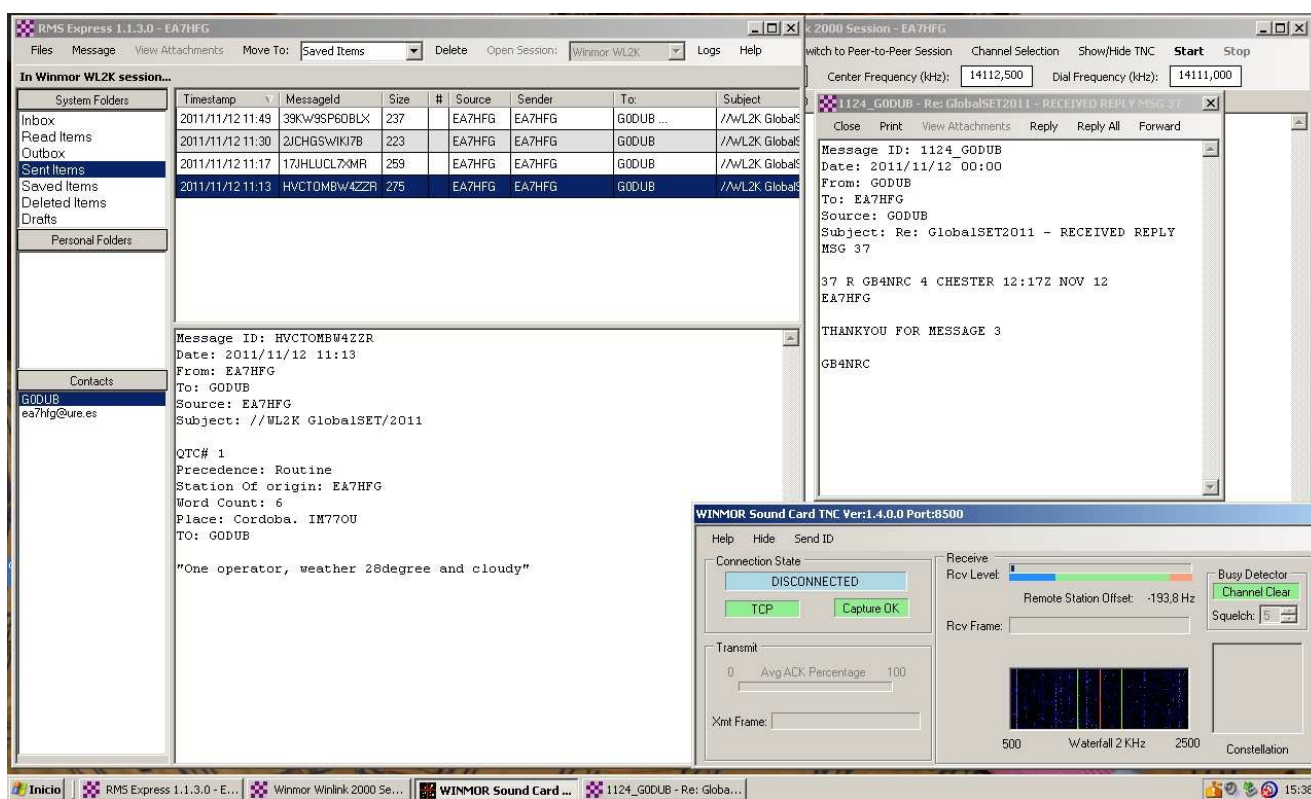 RMS Express 1.1.3.0 - EA7HFG
Files Message View Attachments Move To: Saved Items Delete Open Session: Winmor WL2K Logs Help
In Winmor WL2K session...
System Folders
Inbox
Read Items
Outbox
Sent Items
Saved Items
Deleted Items
Drafts
Personal Folders
Contacts
G0DUB
ea7hfg@ure.es
Timestamp MessageId Size # Source Sender To: Subject
2011/11/12 11:49 39KW9SP6OBLX 237 EA7HFG EA7HFG G0DUB ... //WL2K GlobalS
2011/11/12 11:30 2JCHGSWIKI7B 223 EA7HFG EA7HFG G0DUB //WL2K GlobalS
2011/11/12 11:17 17JHLUCL7XMR 259 EA7HFG EA7HFG G0DUB //WL2K GlobalS
2011/11/12 11:13 HVCTOMBW4ZZR 275 EA7HFG EA7HFG G0DUB //WL2K GlobalS
Message ID: HVCTOMBW4ZZR
Date: 2011/11/12 11:13
From: EA7HFG
To: G0DUB
Source: EA7HFG
Subject: //WL2K GlobalSET/2011
QTC# 1
Precedence: Routine
Station Of origin: EA7HFG
Word Count: 6
Place: Cordoba. IM77OU
TO: G0DUB
"One operator, weather 28degree and cloudy"
k 2000 Session - EA7HFG
witch to Peer-to-Peer Session Channel Selection Show/Hide TNC Start Stop
Center Frequency (kHz): 14112,500 Dial Frequency (kHz): 14111,000
1124_G0DUB - Re: GlobalSET2011 - RECEIVED REPLY MSG 37
Close Print View Attachments Reply Reply All Forward
Message ID: 1124_G0DUB
Date: 2011/11/12 00:00
From: G0DUB
To: EA7HFG
Source: G0DUB
Subject: Re: GlobalSET2011 - RECEIVED REPLY
MSG 37
37 R GB4NRC 4 CHESTER 12:17Z NOV 12
EA7HFG
THANKYOU FOR MESSAGE 3
GB4NRC
WINMOR Sound Card TNC Ver:1.4.0.0 Port:8500
Help Hide Send ID
Connection State
DISCONNECTED
TCP Capture OK
Transmit
0 Avg ACK Percentage 100
Xmt Frame:
Receive
Rcv Level:
Remote Station Offset: -193,8 Hz
Rcv Frame:
500 Waterfall 2 KHz 2500
Busy Detector
Channel Clear
Squelch: 5
Constellation
Inicio RMS Express 1.1.3.0 - E... Winmor Winlink 2000 Se... WINMOR Sound Card ... 1124_G0DUB - Re: Globa...